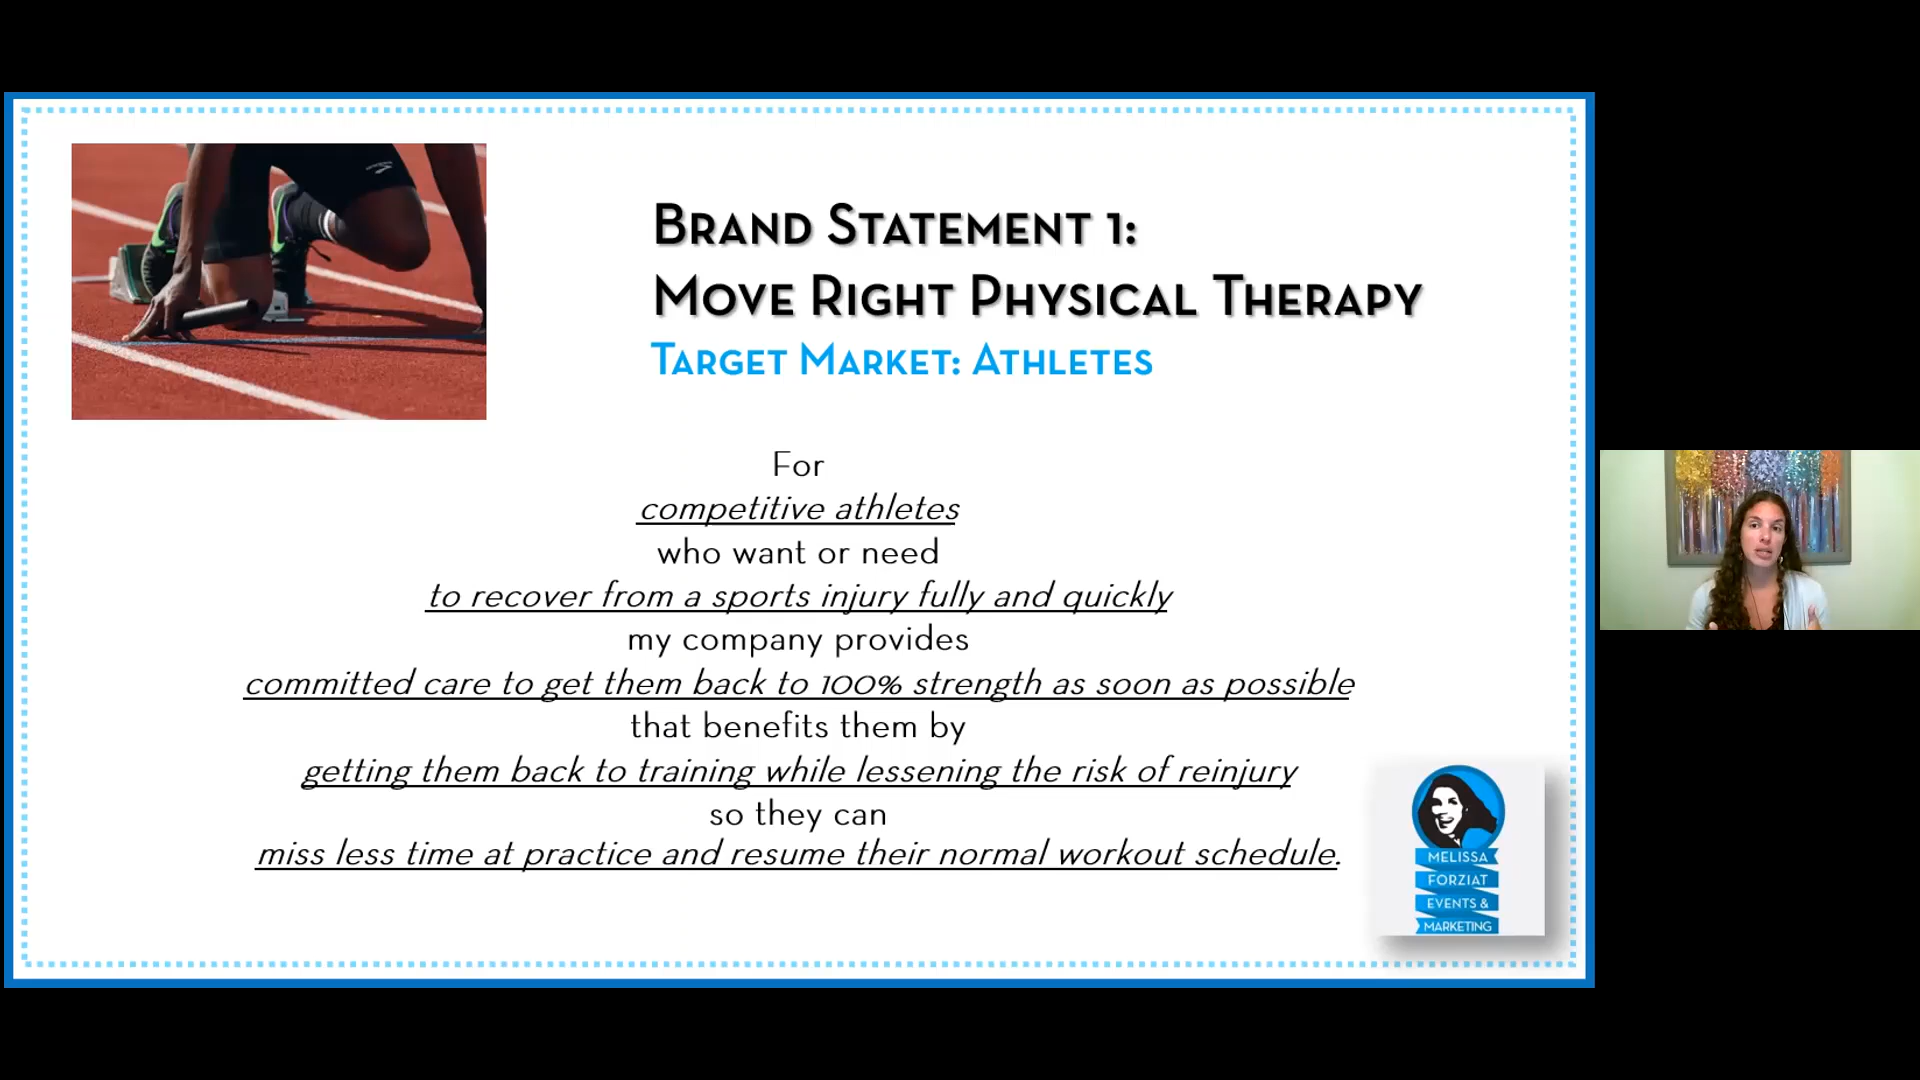 Brand Statement 1:
Move Right Physical Therapy
Target Market: Athletes
For
competitive athletes
who want or need
to recover from a sports injury fully and quickly
my company provides
committed care to get them back to 100% strength as soon as possible
that benefits them by
getting them back to training while lessening the risk of reinjury
so they can
miss less time at practice and resume their normal workout schedule.
MELISSA
FORZIAT
EVENTS &
MARKETING